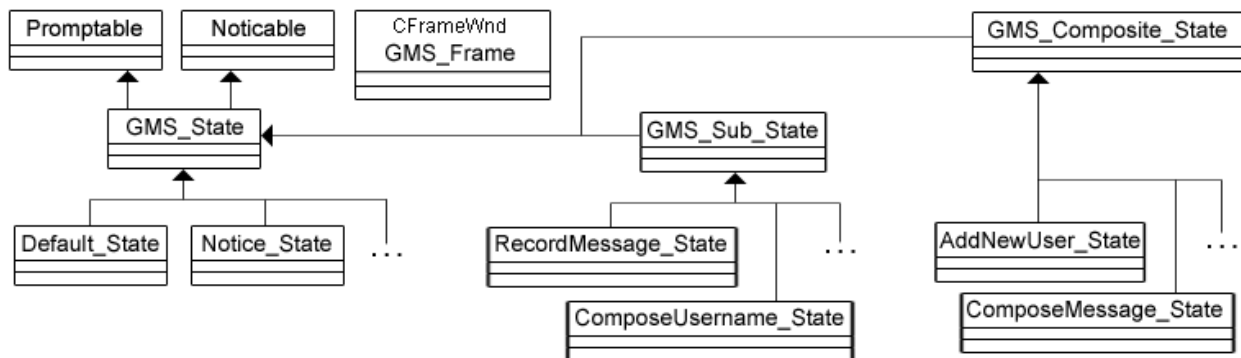 Promptable
Noticable
CFrameWnd
GMS_Frame
GMS_Composite_State
GMS_State
GMS_Sub_State
Default_State
Notice_State
...
RecordMessage_State
...
AddNewUser_State
...
ComposeUsername_State
ComposeMessage_State